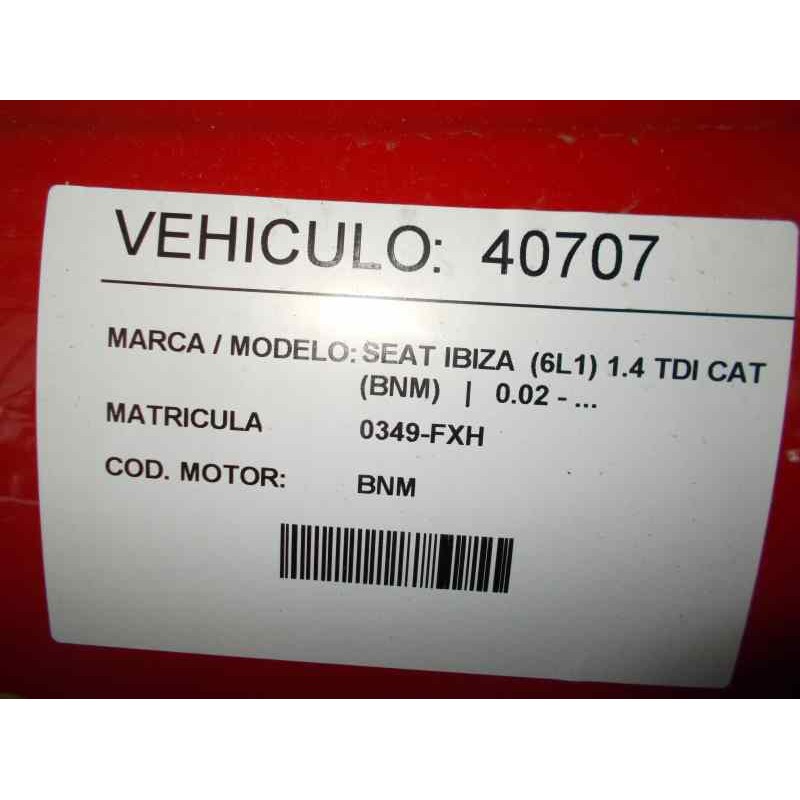 VEHICULO: 40707
MARCA / MODELO: SEAT IBIZA (6L1) 1.4 TDI CAT
(BNM) | 0.02 - ...
MATRICULA 0349-FXH
COD. MOTOR: BNM